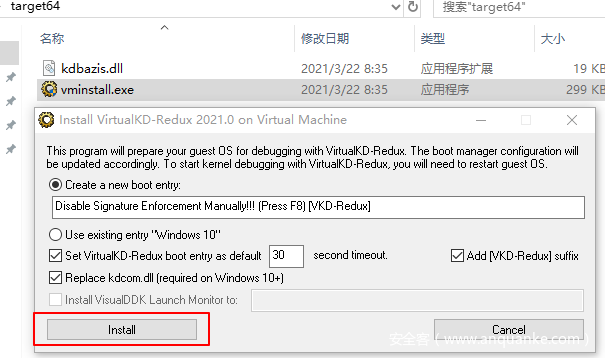 target64
搜索"target64"
名称 修改日期 类型 大小
kdbazis.dll 2021/3/22 8:35 应用程序扩展 19 KB
vminstall.exe 2021/3/22 8:35 应用程序 299 KB
Install VirtualKD-Redux 2021.0 on Virtual Machine
This program will prepare your guest OS for debugging with VirtualKD-Redux. The boot manager configuration
will be updated accordingly. To start kernel debugging with VirtualKD-Redux, you will need to restart guest OS.
Create a new boot entry:
Disable Signature Enforcement Manually!!! (Press F8) [VKD-Redux]
Use existing entry "Windows 10"
Set VirtualKD-Redux boot entry as default 30 second timeout. Add [VKD-Redux] suffix
Replace kdcom.dll (required on Windows 10+)
Install VisualDDK Launch Monitor to:
Install Cancel
安全客 ( www.anquanke.com )